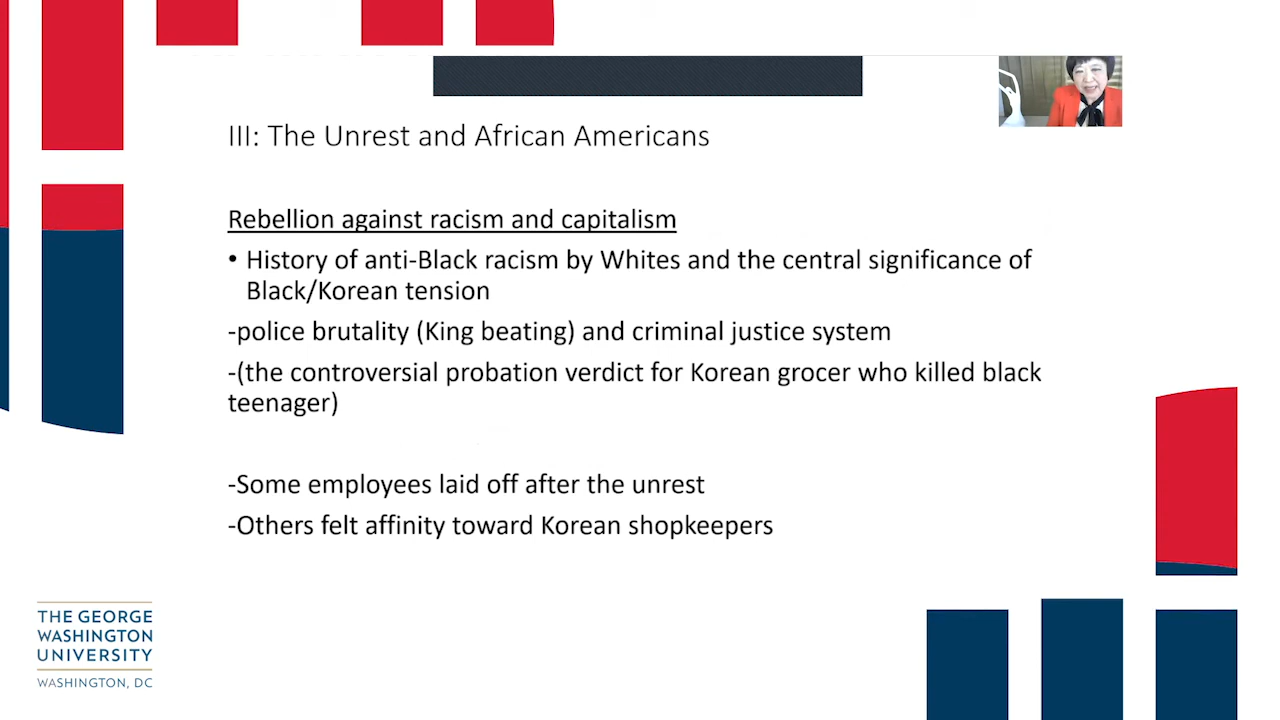 III: The Unrest and African Americans
Rebellion against racism and capitalism
• History of anti-Black racism by Whites and the central significance of
Black/Korean tension
-police brutality (King beating) and criminal justice system
-(the controversial probation verdict for Korean grocer who killed black
teenager)
-Some employees laid off after the unrest
-Others felt affinity toward Korean shopkeepers
THE GEORGE
WASHINGTON
UNIVERSITY
WASHINGTON, DC